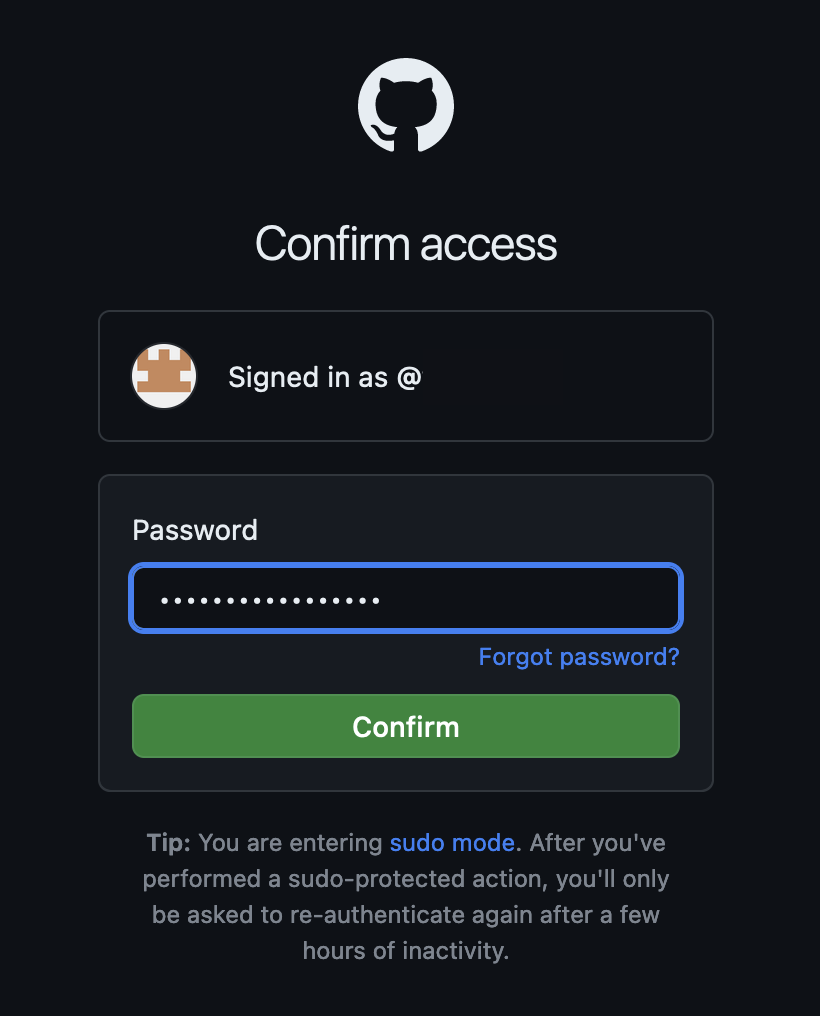 Confirm access
Signed in as @
Password
•••••••••••••••••
Forgot password?
Confirm
Tip: You are entering sudo mode. After you've
performed a sudo-protected action, you'll only
be asked to re-authenticate again after a few
hours of inactivity.